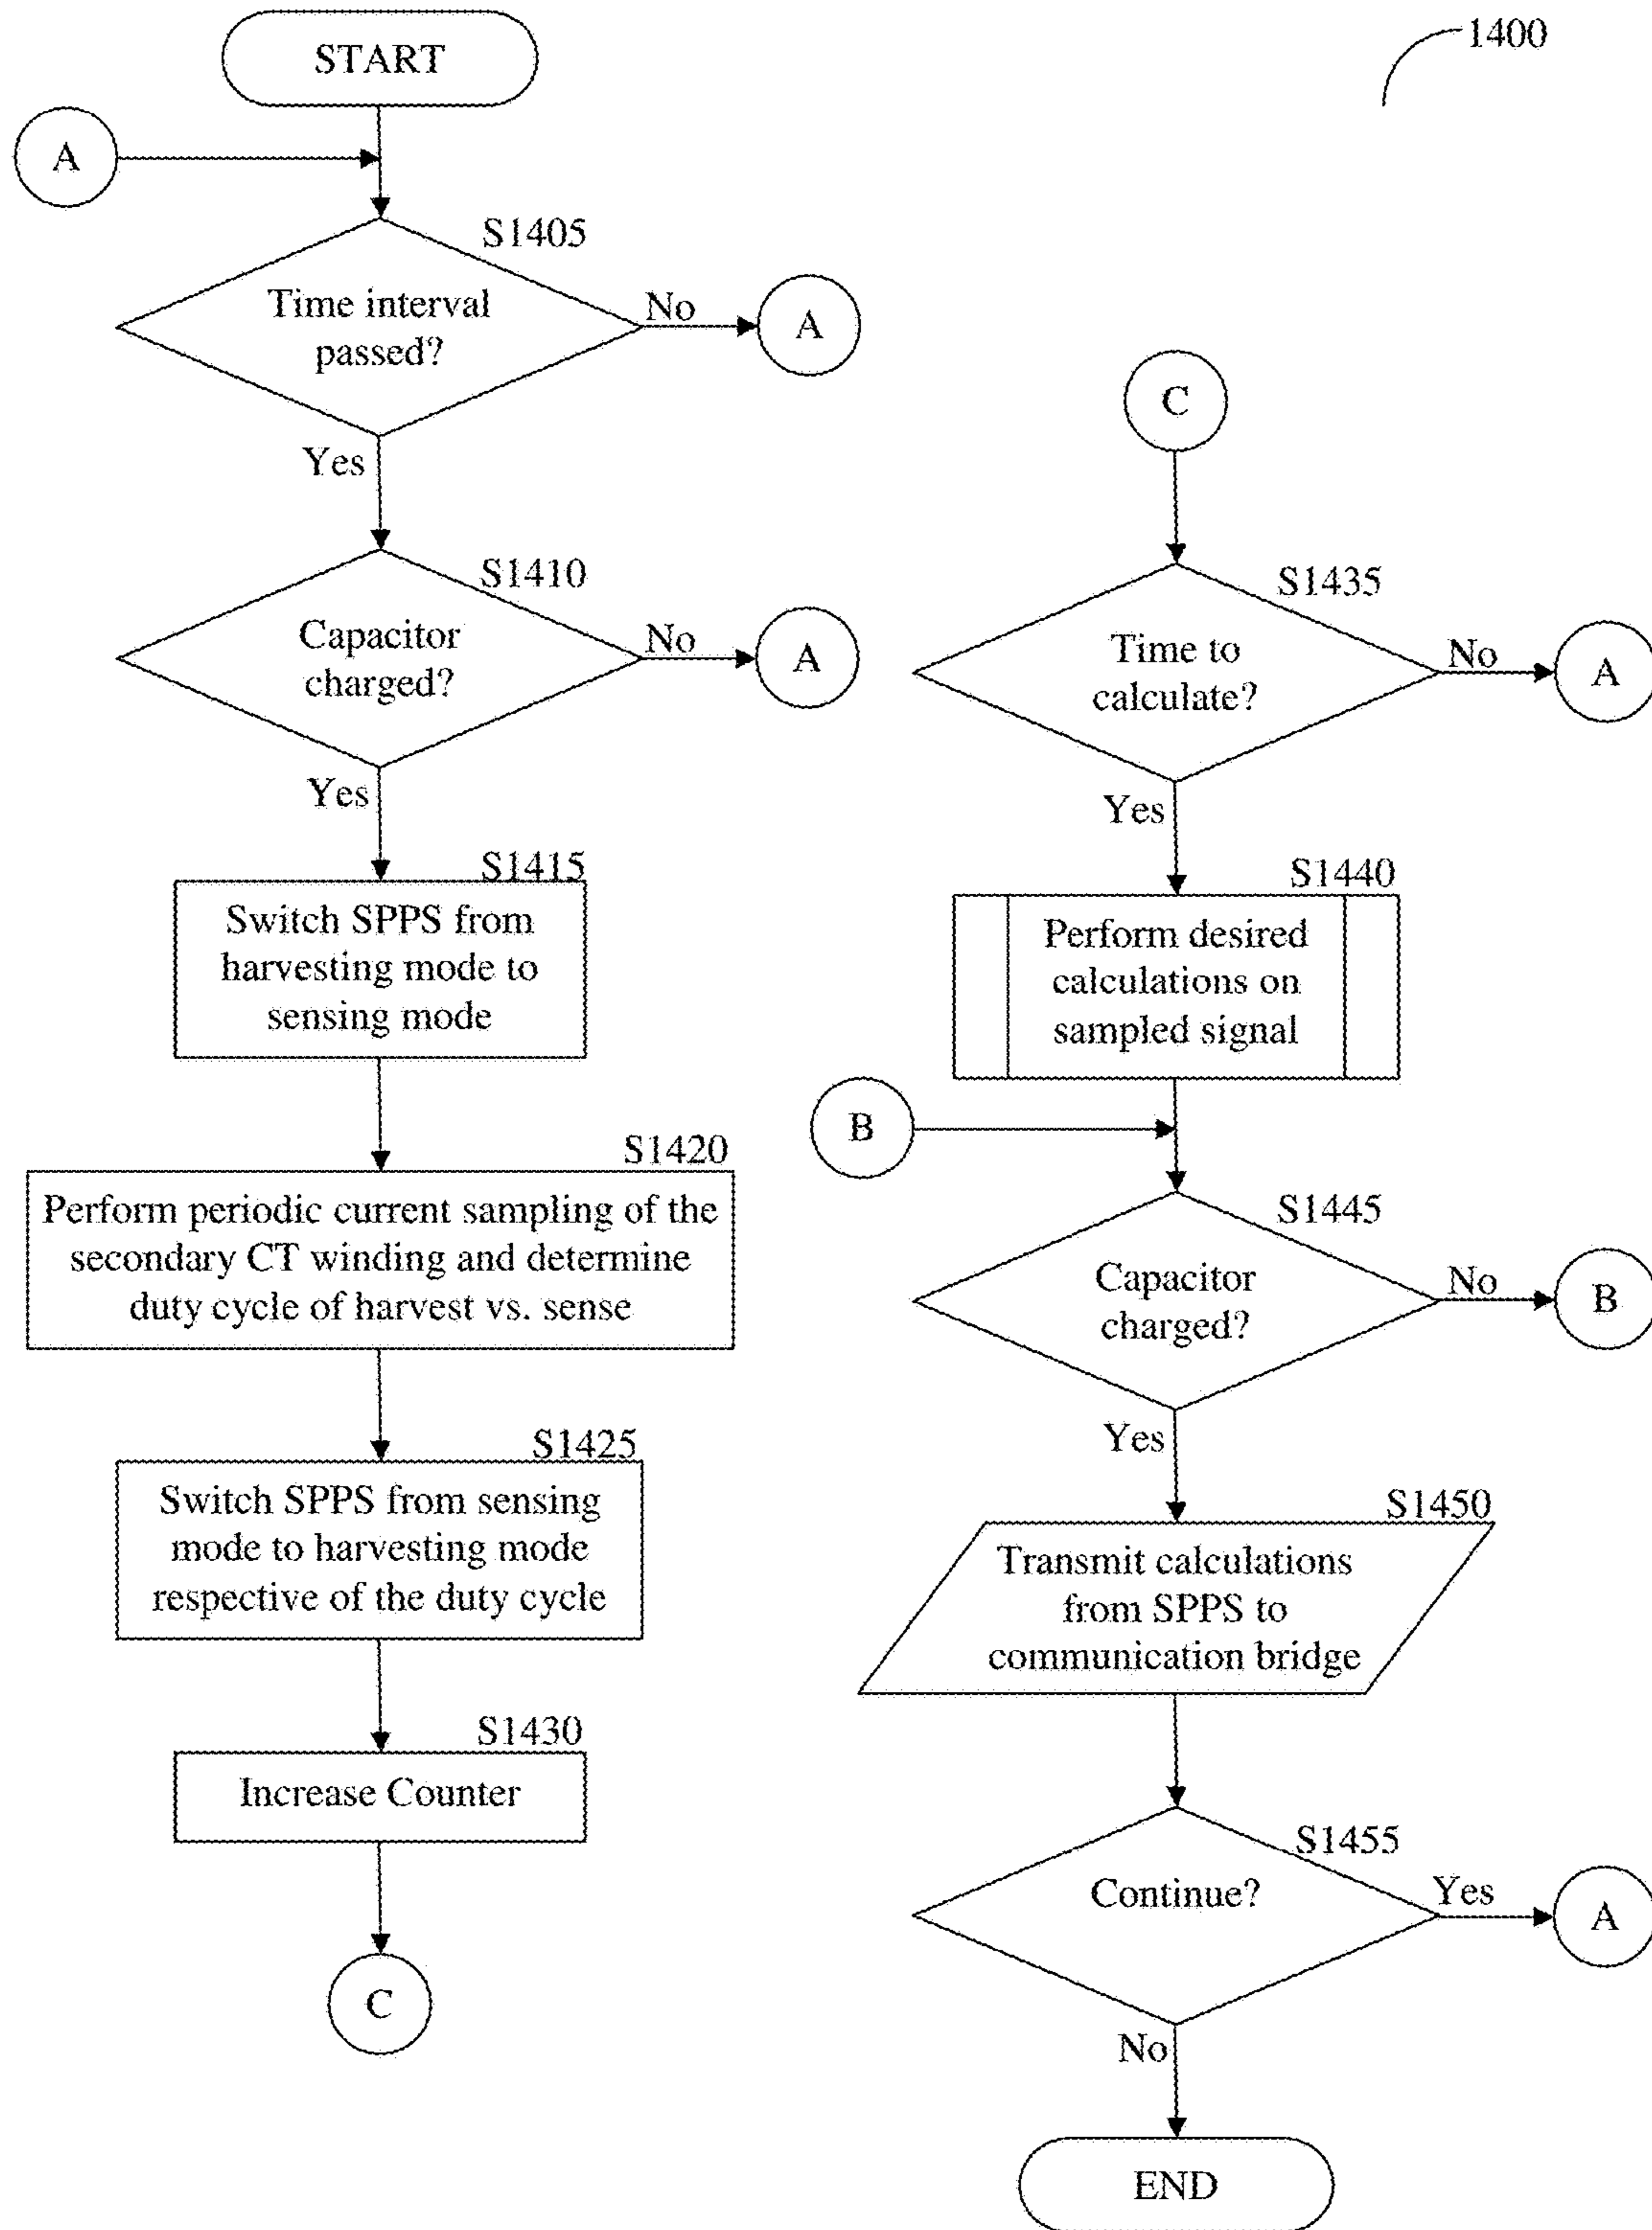 START
1400
A
S1405
Time interval
passed?
No
A
Yes
S1410
Capacitor
charged?
No
A
Yes
S1415
Switch SPPS from
harvesting mode to
sensing mode
S1420
Perform periodic current sampling of the
secondary CT winding and determine
duty cycle of harvest vs. sense
S1425
Switch SPPS from sensing
mode to harvesting mode
respective of the duty cycle
S1430
Increase Counter
C
C
S1435
Time to
calculate?
No
A
Yes
S1440
Perform desired
calculations on
sampled signal
B
S1445
Capacitor
charged?
No
B
Yes
S1450
Transmit calculations
from SPPS to
communication bridge
S1455
Continue?
Yes
A
No
END